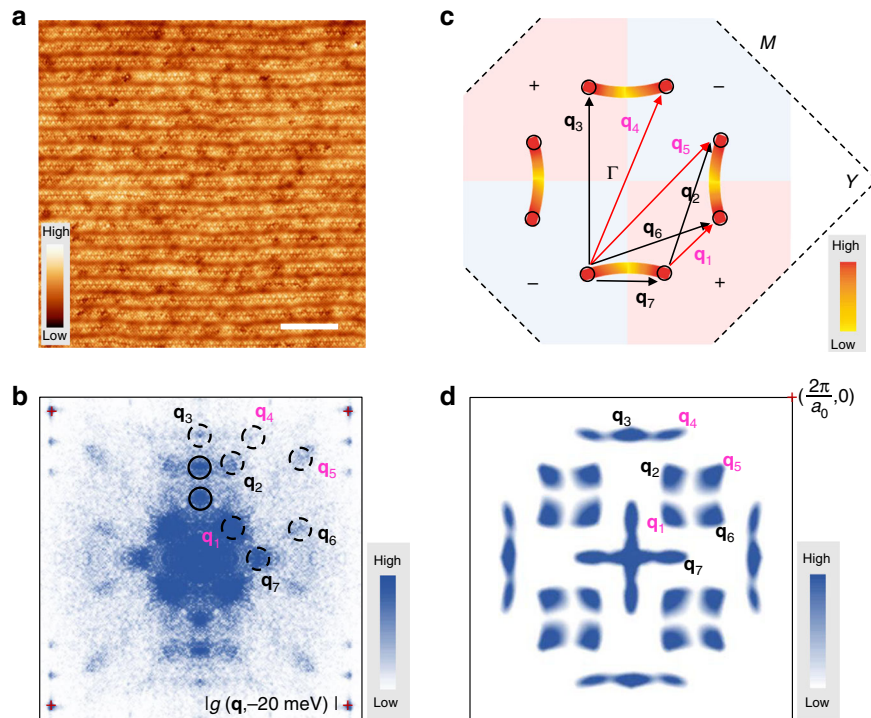 a
High
Low
c
M
+
–
q3
q4
q5
Γ
q2
Y
q6
q1
–
+
q7
High
Low
b
q3
q4
q5
q2
q1
q6
q7
High
Low
|g (q,–20 meV) |
d
(2π/a0,0)
q3
q4
q2
q5
q1
q6
q7
High
Low